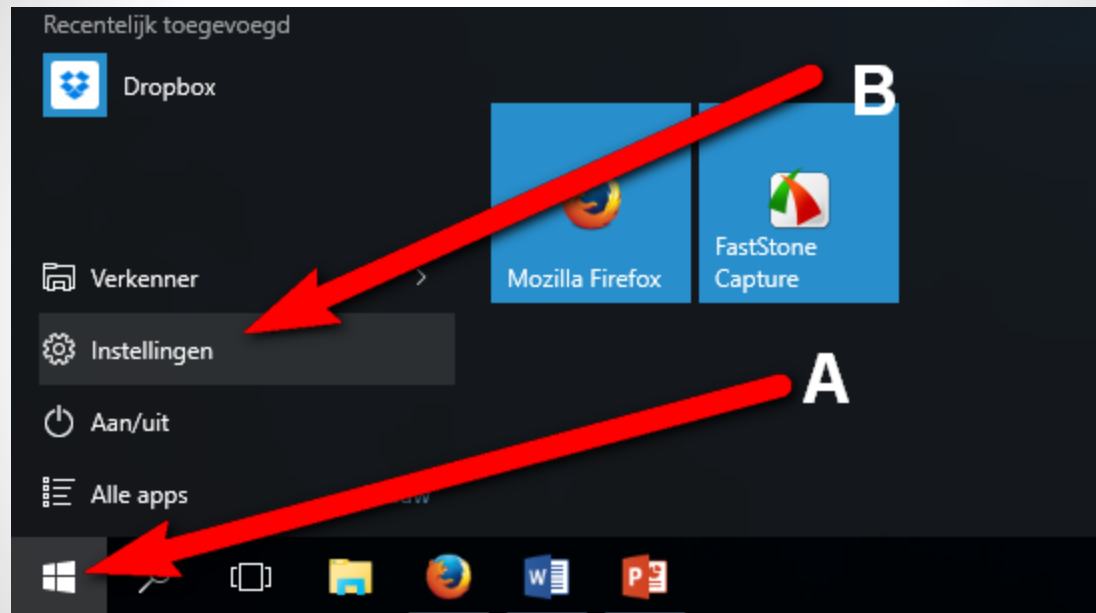 Recentelijk toegevoegd
Dropbox
B
Mozilla Firefox
FastStone
Capture
Verkenner
Instellingen
A
Aan/uit
Alle apps
W
P